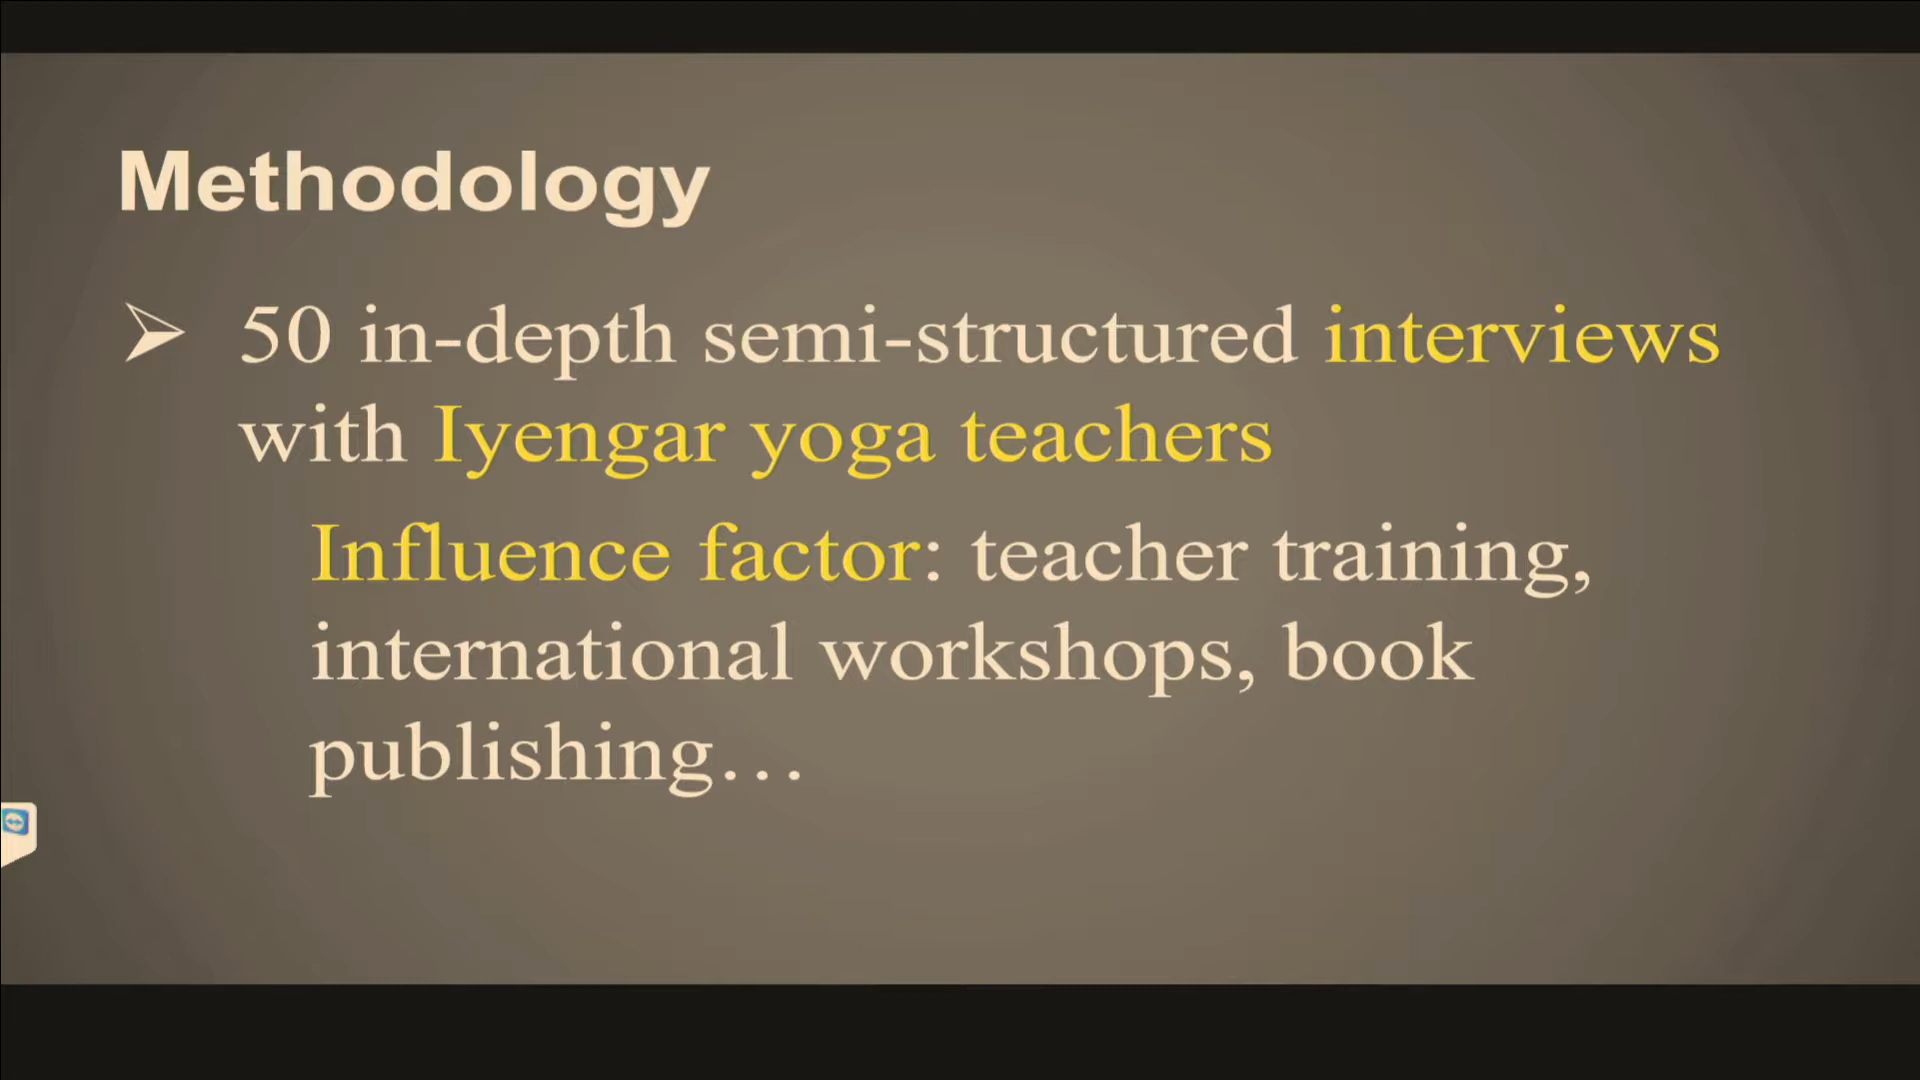 Methodology
➢ 50 in-depth semi-structured interviews
with Iyengar yoga teachers
Influence factor: teacher training,
international workshops, book
publishing…